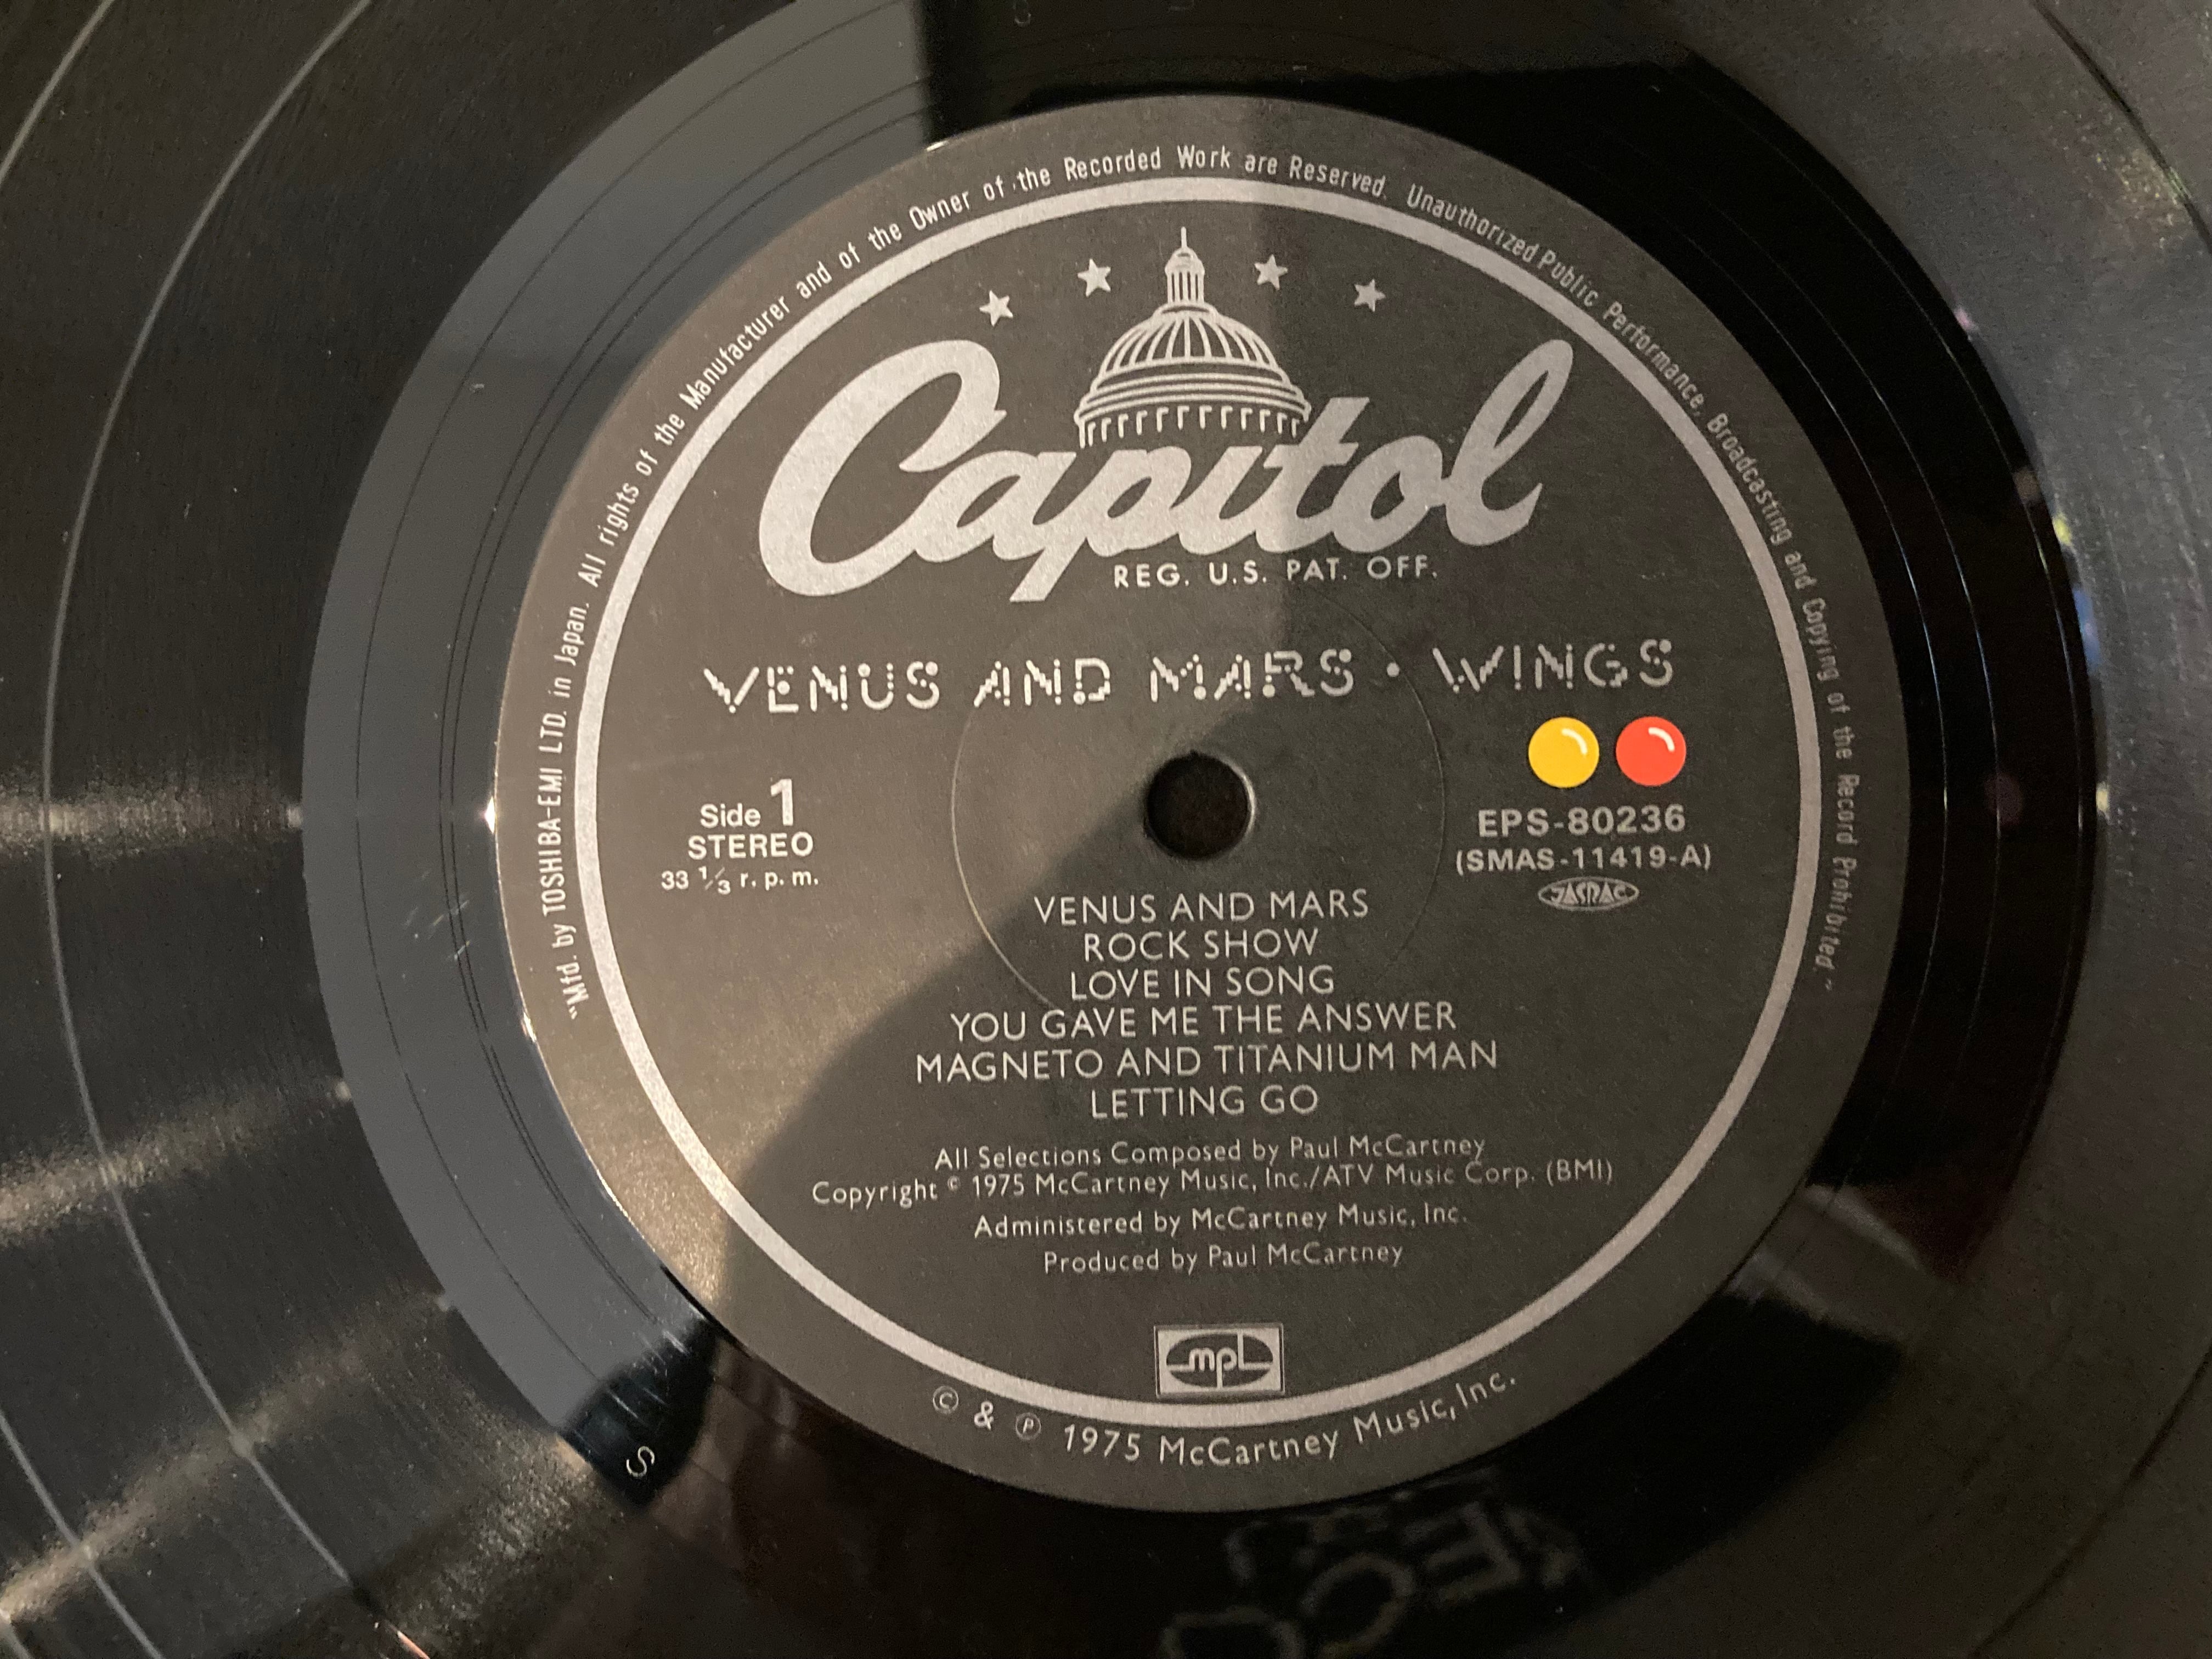 "Mfd. by TOSHIBA-EMI LTD. in Japan. All rights of the Manufacturer and of the Owner of the Recorded Work are Reserved. Unauthorized Public Performance, Broadcasting and Copying of the Record Prohibited."
Capitol
REG. U.S. PAT. OFF.
VENUS AND MARS • WINGS
Side 1
STEREO
33 1/3 r.p.m.
EPS-80236
(SMAS-11419-A)
JASRAC
VENUS AND MARS
ROCK SHOW
LOVE IN SONG
YOU GAVE ME THE ANSWER
MAGNETO AND TITANIUM MAN
LETTING GO
All Selections Composed by Paul McCartney
Copyright © 1975 McCartney Music, Inc./ATV Music Corp. (BMI)
Administered by McCartney Music, Inc.
Produced by Paul McCartney
mpl
© & ℗ 1975 McCartney Music, Inc.
S